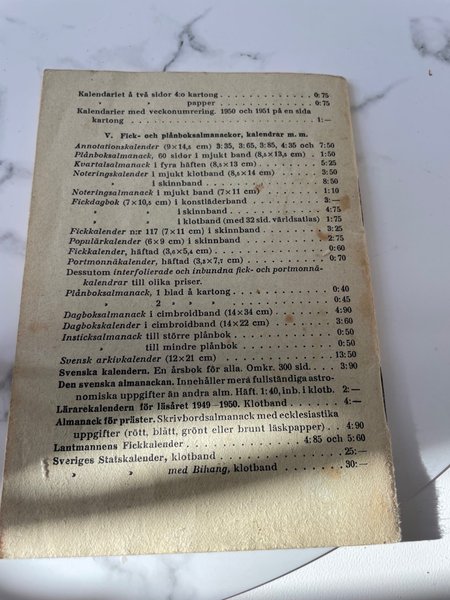 Kalendariet å två sidor 4:o kartong . . . . . . . . . . . . 0:75
» » papper . . . . . . . . . . 0:75
Kalendarier med veckonumrering. 1950 och 1951 på en sida
kartong . . . . . . . . . . . . . . . . . . . . . . . . 1:—
V. Fick- och plånboksalmanackor, kalendrar m. m.
Annotationskalender (9×14,5 cm) 3:35, 3:65, 3:85, 4:35 och 7:50
Plånboksalmanack, 60 sidor i mjukt band (8,5×13,5 cm) . 1:50
Kvartalsalmanack i fyra häften (8,5×13 cm) . . . . . . . 5:25
Noteringskalender i mjukt klotband (8,5×14 cm) . . . . . 3:50
» i skinnband . . . . . . . . . . . . . . 8:50
Noteringsalmanack i mjukt band (7×11 cm) . . . . . . . . 1:10
Fickdagbok (7×10,5 cm) i konstläderband . . . . . . . . . 3:—
» i skinnband . . . . . . . . . . . . 4:75
» i klotband (med 32 sid. världsatlas) 1:75
Fickkalender n:r 117 (7×11 cm) i skinnband . . . . . . . 3:25
Populärkalender (6×9 cm) i skinnband . . . . . . . . . . 2:75
Fickkalender, häftad (3,6×5,4 cm) . . . . . . . . . . . . 0:60
Portmonnäkalender, häftad (3,2×7,7 cm) . . . . . . . . . 0:70
Dessutom interfolierade och inbundna fick- och portmonnä-
kalendrar till olika priser.
Plånboksalmanack, 1 blad å kartong . . . . . . . . . . . 0:40
» 2 » » . . . . . . . . . . . 0:45
Dagboksalmanack i cimbroidband (14×34 cm) . . . . . . . . 4:90
Dagbokskalender i cimbroidband (14×22 cm) . . . . . . . . 3:60
Insticksalmanack till större plånbok . . . . . . . . . . 0:50
» till mindre plånbok . . . . . . . . . . 0:50
Svensk arkivkalender (12×21 cm) . . . . . . . . . . . . . 13:50
Svenska kalendern. En årsbok för alla. Omkr. 300 sid. . . 3:90
Den svenska almanackan. Innehåller mera fullständiga astro-
nomiska uppgifter än andra alm. Häft. 1:40, inb. i klotb. 2:—
Lärarekalendern för läsåret 1949—1950. Klotband . . . . . 4:—
Almanack för präster. Skrivbordsalmanack med ecklesiastika
uppgifter (rött, blått, grönt eller brunt läskpapper) . . 4:90
Lantmannens Fickkalender . . . . . . . . . . 4:85 och 5:60
Sveriges Statskalender, klotband . . . . . . . . . . . . 25:—
» » med Bihang, klotband . . . . . . . . 30:—